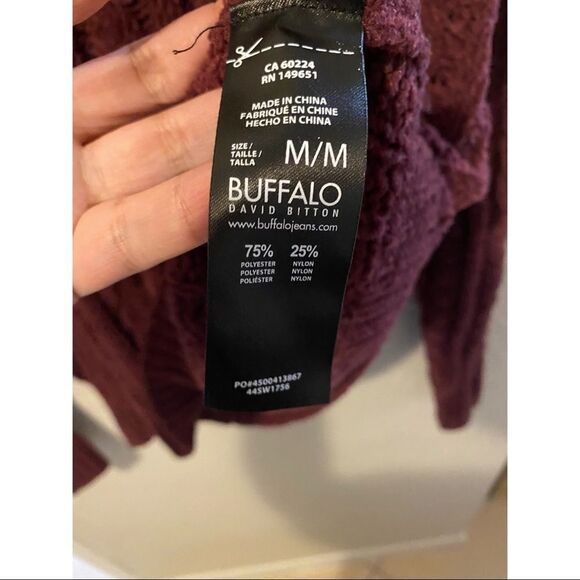 CA 60224
RN 149651
MADE IN CHINA
FABRIQUÉ EN CHINE
HECHO EN CHINA
SIZE /
TAILLE /
TALLA
M/M
BUFFALO
DAVID BITTON
www.buffalojeans.com
75% 25%
POLYESTER NYLON
POLYESTER NYLON
POLIÉSTER NYLON
PO#4500413867
445W1756